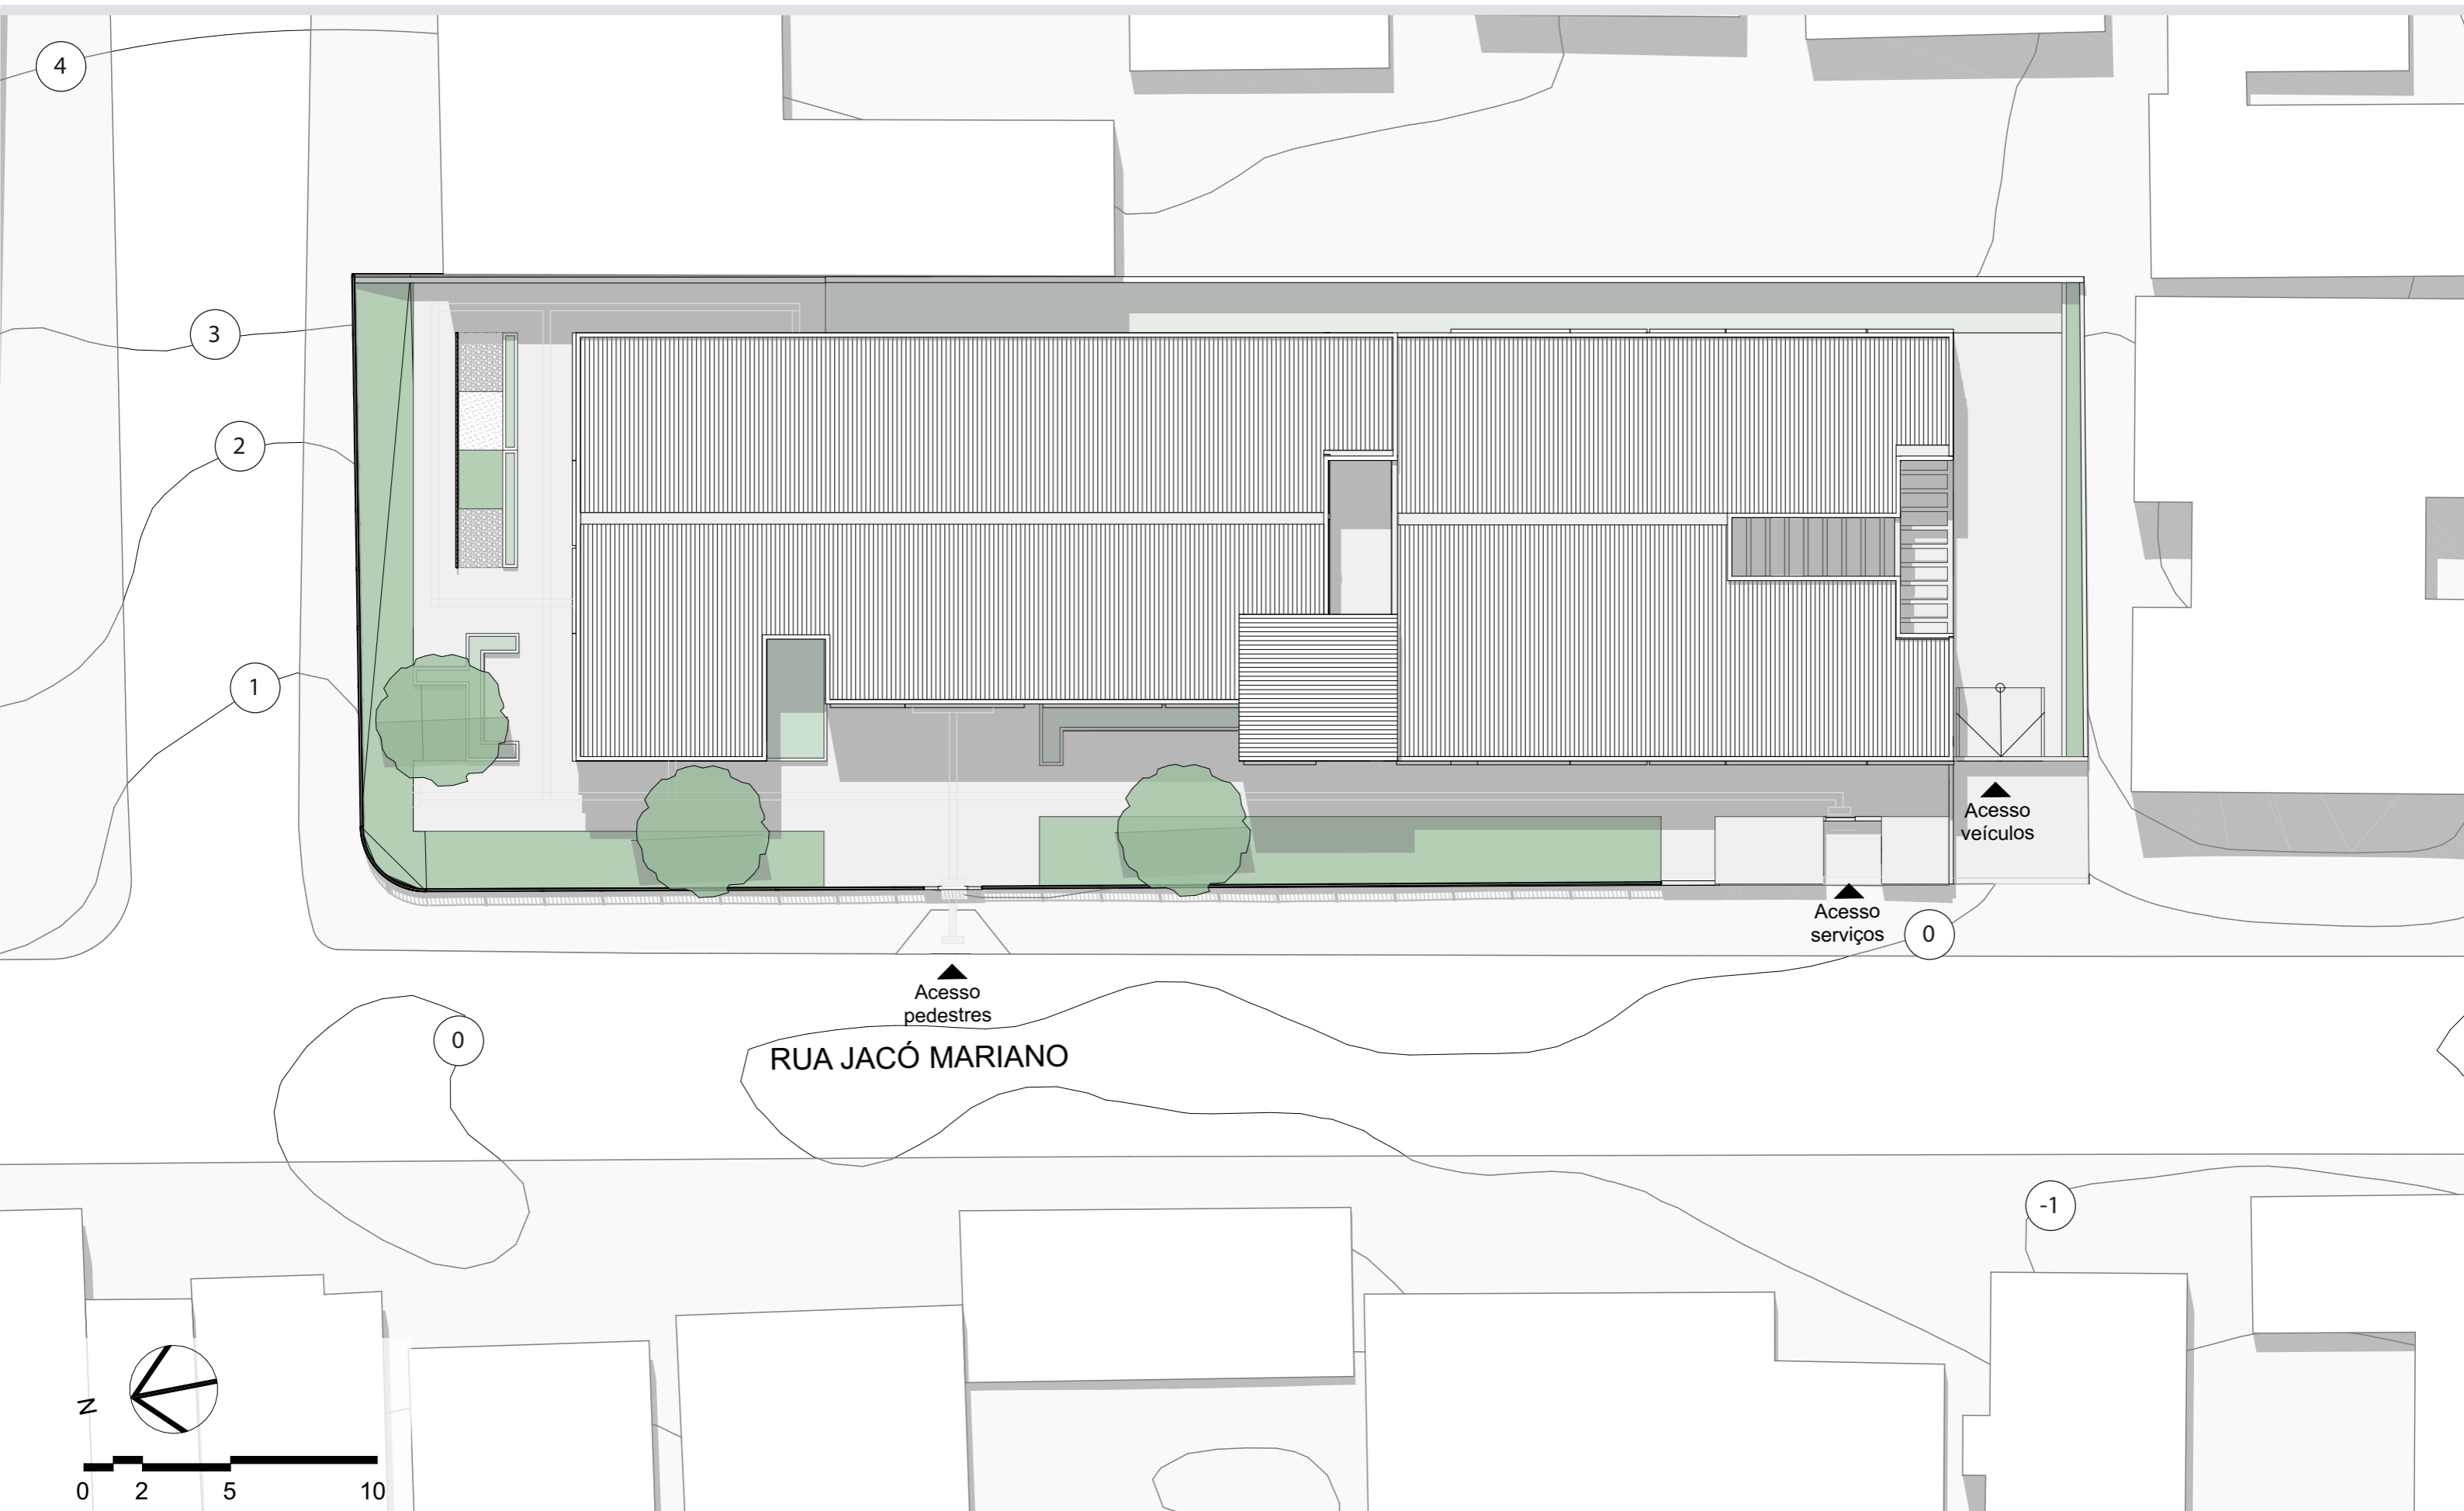 4
3
2
1
Acesso
veículos
Acesso
serviços
0
Acesso
pedestres
0
RUA JACÓ MARIANO
-1
N
0 2 5 10